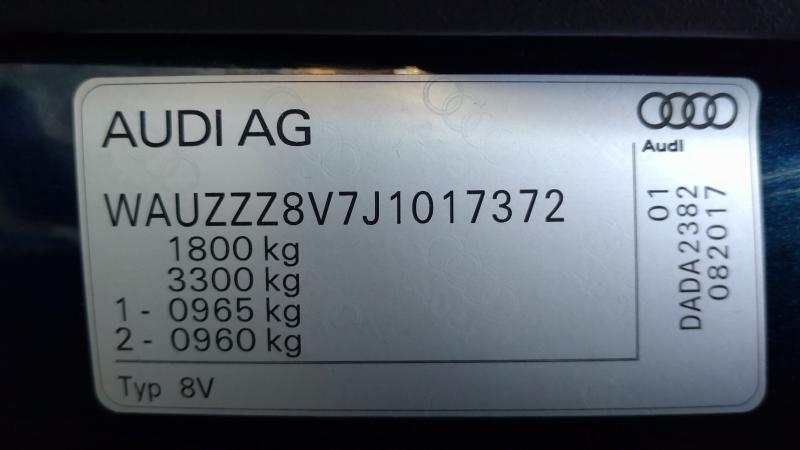 AUDI AG
Audi
WAUZZZ8V7J1017372
1800 kg
3300 kg
1 - 0965 kg
2 - 0960 kg
Typ 8V
01
DADA2382
082017